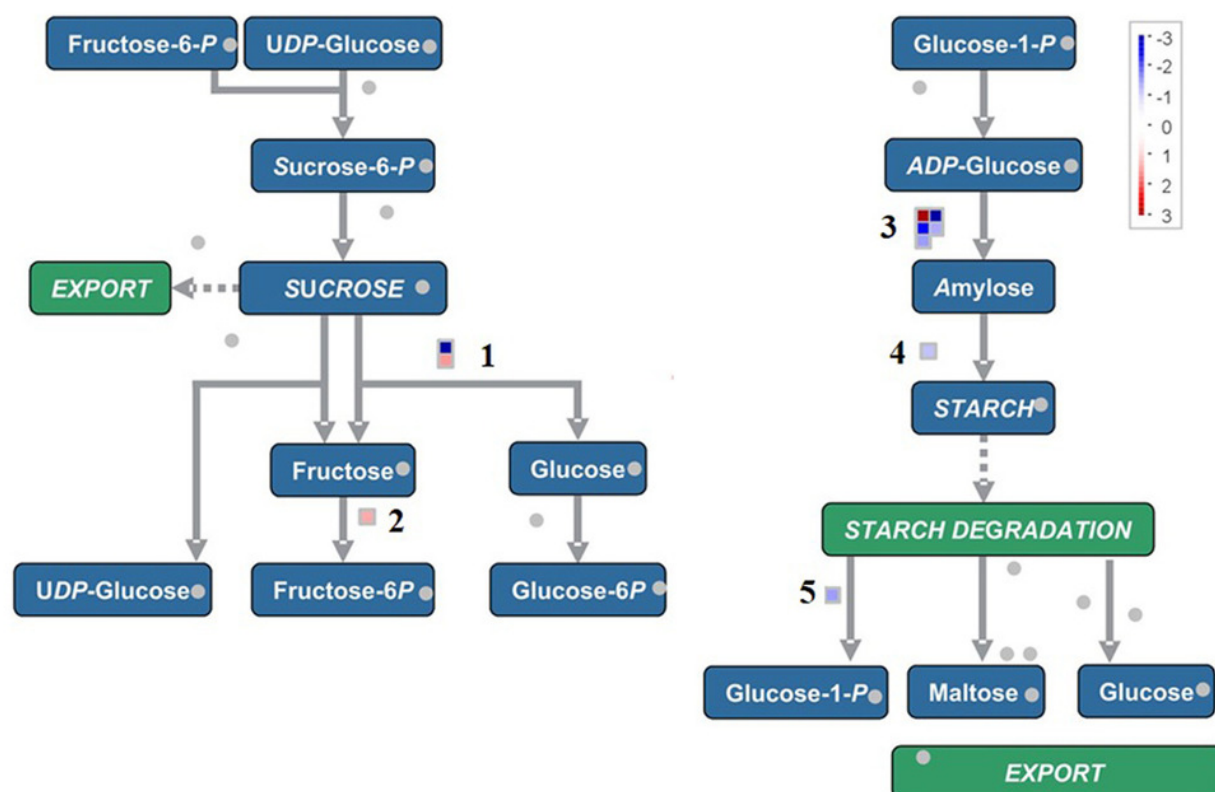 Fructose-6-P
UDP-Glucose
Sucrose-6-P
EXPORT
SUCROSE
1
Fructose
Glucose
2
UDP-Glucose
Fructose-6P
Glucose-6P
Glucose-1-P
-3
-2
-1
0
1
2
3
ADP-Glucose
3
Amylose
4
STARCH
STARCH DEGRADATION
5
Glucose-1-P
Maltose
Glucose
EXPORT